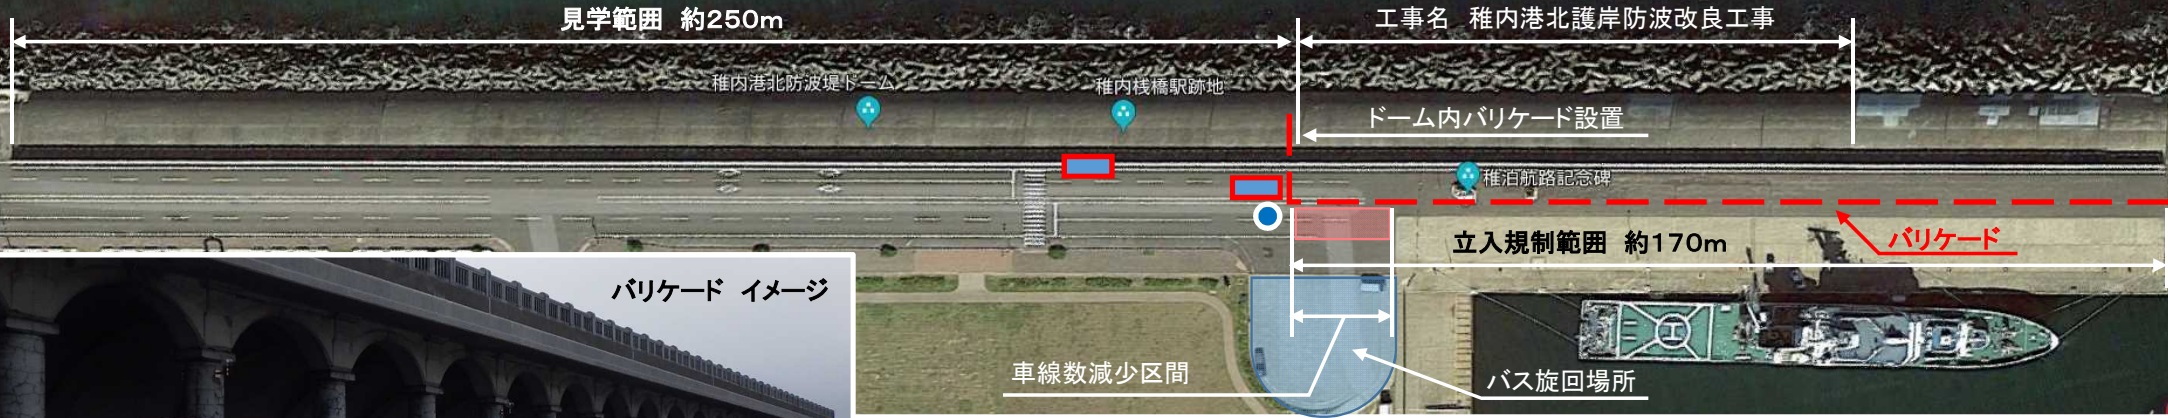 見学範囲 約250m
工事名 稚内港北護岸防波改良工事
稚内港北防波堤ドーム
稚内桟橋駅跡地
ドーム内バリケード設置
稚泊航路記念碑
立入規制範囲 約170m
バリケード
バリケード イメージ
車線数減少区間
バス旋回場所
H